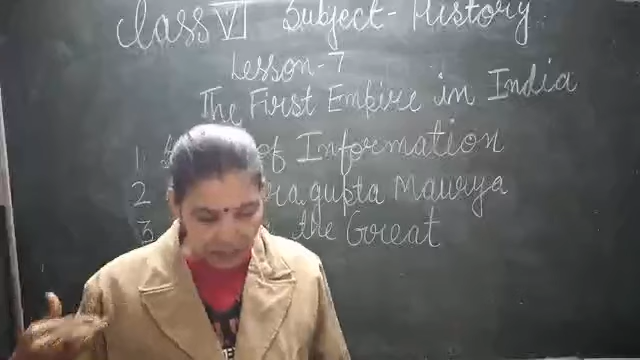 Class VI Subject - History
Lesson-7
The First Empire in India
1. of Information
2 gupta Maurya
3 the Great